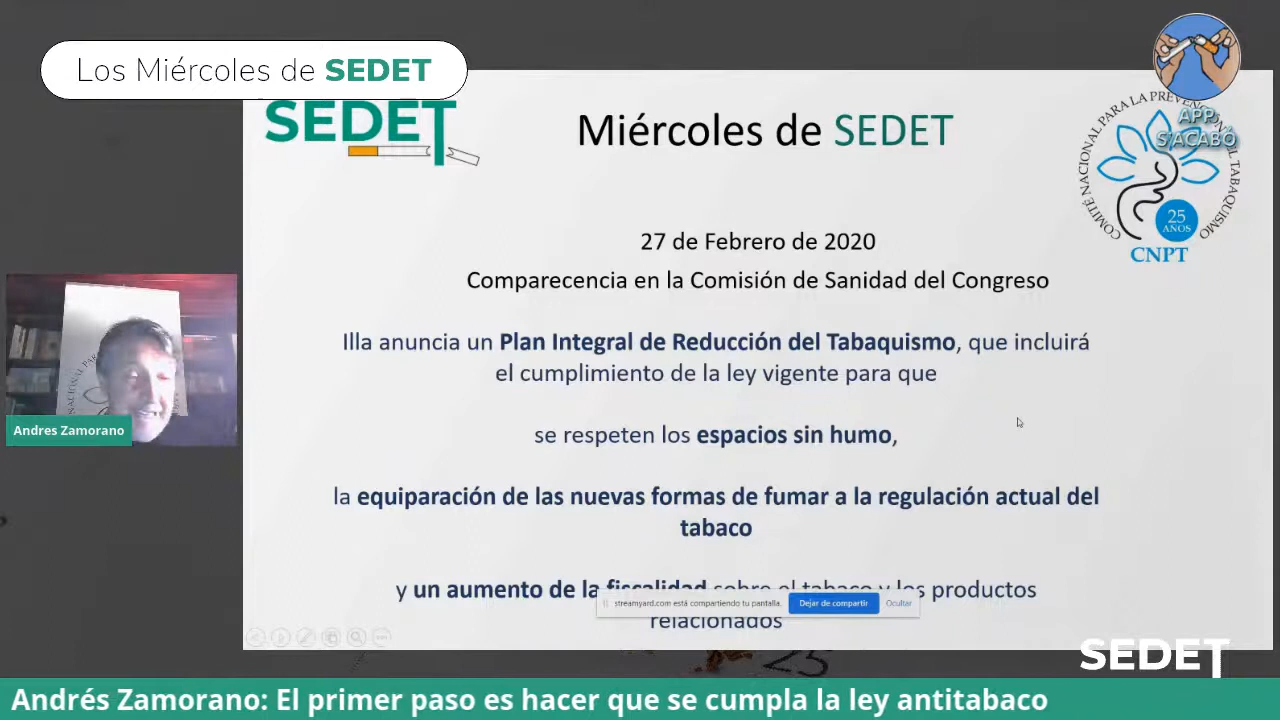 Los Miércoles de SEDET
SEDET
Miércoles de SEDET
APP
S'ACABÓ
COMITÉ NACIONAL PARA LA PREVENCIÓN DEL TABAQUISMO
25
AÑOS
CNPT
27 de Febrero de 2020
Comparecencia en la Comisión de Sanidad del Congreso
Illa anuncia un Plan Integral de Reducción del Tabaquismo, que incluirá
el cumplimiento de la ley vigente para que
se respeten los espacios sin humo,
la equiparación de las nuevas formas de fumar a la regulación actual del
tabaco
y un aumento de la fiscalidad sobre el tabaco y los productos
relacionados
streamyard.com está compartiendo tu pantalla.
Dejar de compartir
Ocultar
Andres Zamorano
SEDET
Andrés Zamorano: El primer paso es hacer que se cumpla la ley antitabaco